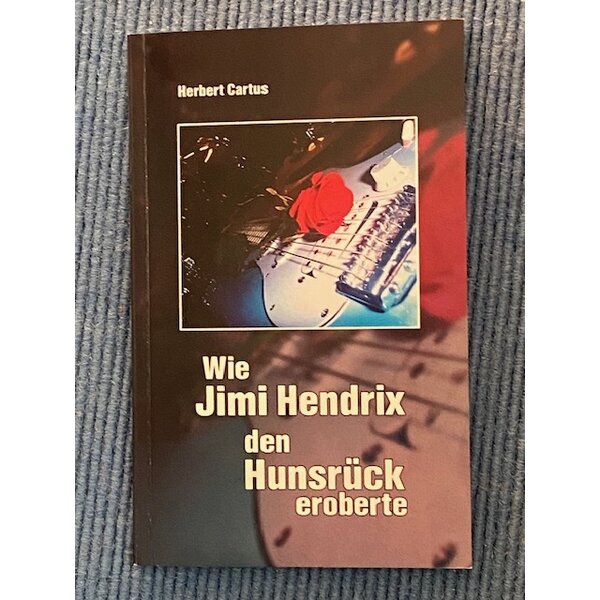 Herbert Cartus
Wie
Jimi Hendrix
den
Hunsrück
eroberte